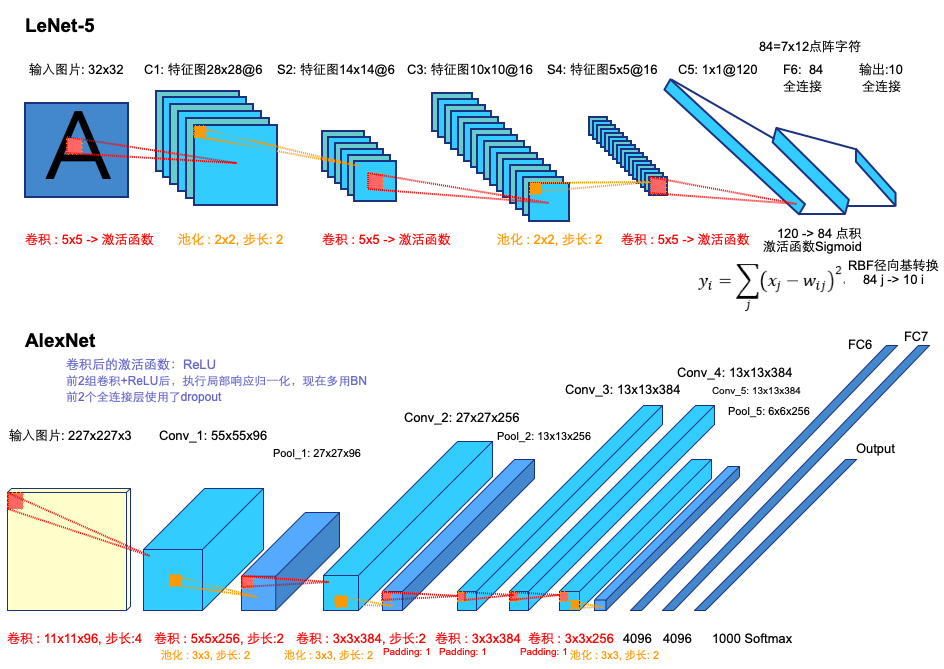 LeNet-5
84=7x12点阵字符
输入图片: 32x32
C1: 特征图28x28@6
S2: 特征图14x14@6
C3: 特征图10x10@16
S4: 特征图5x5@16
C5: 1x1@120
F6: 84
全连接
输出:10
全连接
A
卷积 : 5x5 -> 激活函数
池化 : 2x2, 步长: 2
卷积 : 5x5 -> 激活函数
池化 : 2x2, 步长: 2
卷积 : 5x5 -> 激活函数
120 -> 84 点积
激活函数Sigmoid
y_i = ∑_j (x_j − w_{ij})^2.
RBF径向基转换
84 j -> 10 i
AlexNet
卷积后的激活函数：ReLU
前2组卷积+ReLU后，执行局部响应归一化，现在多用BN
前2个全连接层使用了dropout
输入图片: 227x227x3
Conv_1: 55x55x96
Pool_1: 27x27x96
Conv_2: 27x27x256
Pool_2: 13x13x256
Conv_3: 13x13x384
Conv_4: 13x13x384
Conv_5: 13x13x384
Pool_5: 6x6x256
FC6
FC7
Output
卷积 : 11x11x96, 步长:4
卷积 : 5x5x256, 步长:2
池化 : 3x3, 步长: 2
卷积 : 3x3x384, 步长:2
池化 : 3x3, 步长: 2
Padding: 1
卷积 : 3x3x384
Padding: 1
卷积 : 3x3x256
Padding: 1
池化 : 3x3, 步长: 2
4096
4096
1000 Softmax